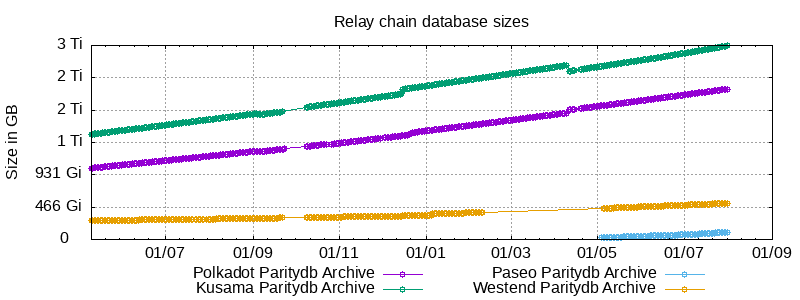 Relay chain database sizes
3 Ti
2 Ti
2 Ti
1 Ti
931 Gi
466 Gi
0
Size in GB
01/07 01/09 01/11 01/01 01/03 01/05 01/07 01/09
Polkadot Paritydb Archive Paseo Paritydb Archive
Kusama Paritydb Archive Westend Paritydb Archive